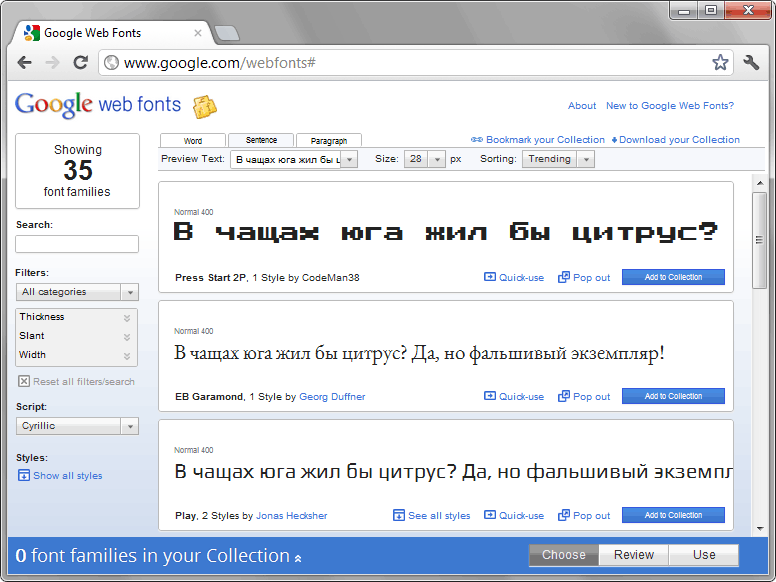 Google Web Fonts
www.google.com/webfonts#
Google web fonts
About New to Google Web Fonts?
Showing
35
font families
Word Sentence Paragraph
Bookmark your Collection Download your Collection
Preview Text: В чащах юга жил бы ц Size: 28 px Sorting: Trending
Search:
Filters:
All categories
Thickness
Slant
Width
Reset all filters/search
Script:
Cyrillic
Styles:
Show all styles
Normal 400
В чащах юга жил бы цитрус?
Press Start 2P, 1 Style by CodeMan38 Quick-use Pop out Add to Collection
Normal 400
В чащах юга жил бы цитрус? Да, но фальшивый экземпляр!
EB Garamond, 1 Style by Georg Duffner Quick-use Pop out Add to Collection
Normal 400
В чащах юга жил бы цитрус? Да, но фальшивый экземпл
Play, 2 Styles by Jonas Hecksher See all styles Quick-use Pop out Add to Collection
0 font families in your Collection Choose Review Use